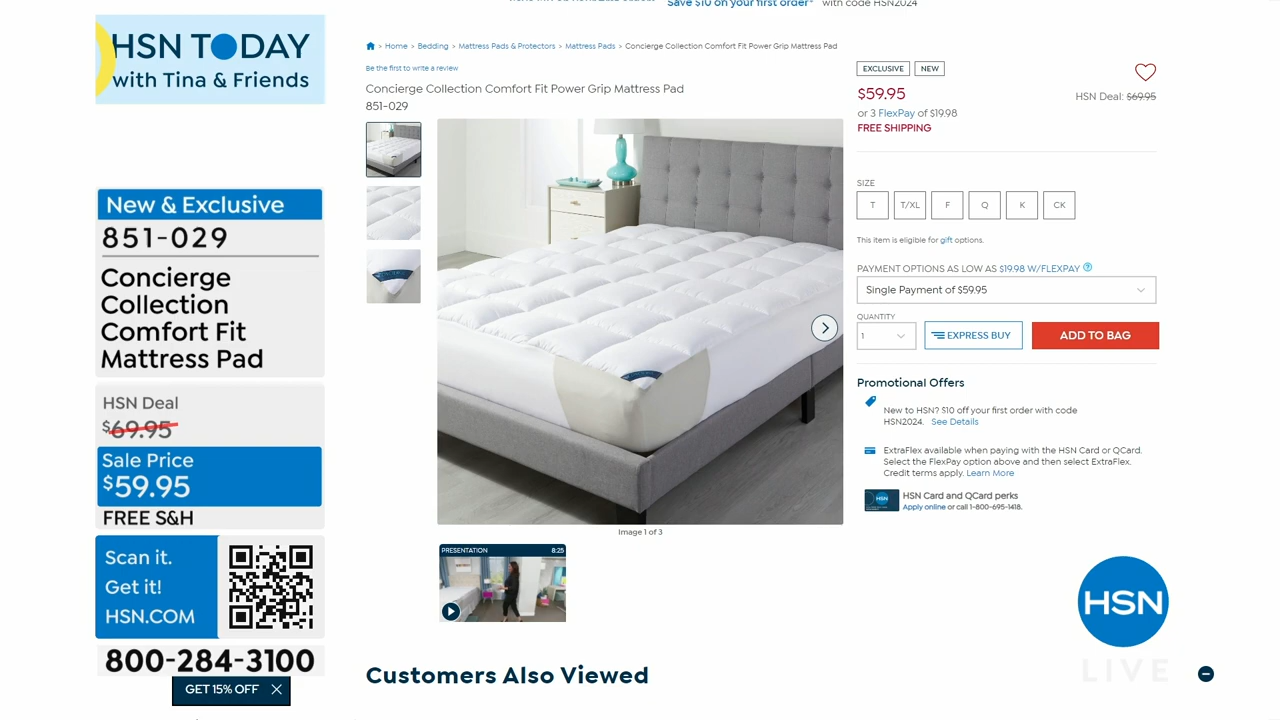 Save $10 on your first order* with code HSN2024
HSN TODAY
with Tina & Friends
Home > Bedding > Mattress Pads & Protectors > Mattress Pads > Concierge Collection Comfort Fit Power Grip Mattress Pad
Be the first to write a review
Concierge Collection Comfort Fit Power Grip Mattress Pad
851-029
EXCLUSIVE
NEW
$59.95
HSN Deal: $69.95
or 3 FlexPay of $19.98
FREE SHIPPING
SIZE
T
T/XL
F
Q
K
CK
This item is eligible for gift options.
PAYMENT OPTIONS AS LOW AS $19.98 W/FLEXPAY
Single Payment of $59.95
QUANTITY
1
EXPRESS BUY
ADD TO BAG
Promotional Offers
New to HSN? $10 off your first order with code
HSN2024. See Details
ExtraFlex available when paying with the HSN Card or QCard.
Select the FlexPay option above and then select ExtraFlex.
Credit terms apply. Learn More
HSN
HSN Card and QCard perks
Apply online or call 1-800-695-1418.
New & Exclusive
851-029
Concierge
Collection
Comfort Fit
Mattress Pad
HSN Deal
$69.95
Sale Price
$59.95
FREE S&H
Scan it.
Get it!
HSN.COM
800-284-3100
GET 15% OFF
Image 1 of 3
PRESENTATION
8:25
Customers Also Viewed
HSN
LIVE